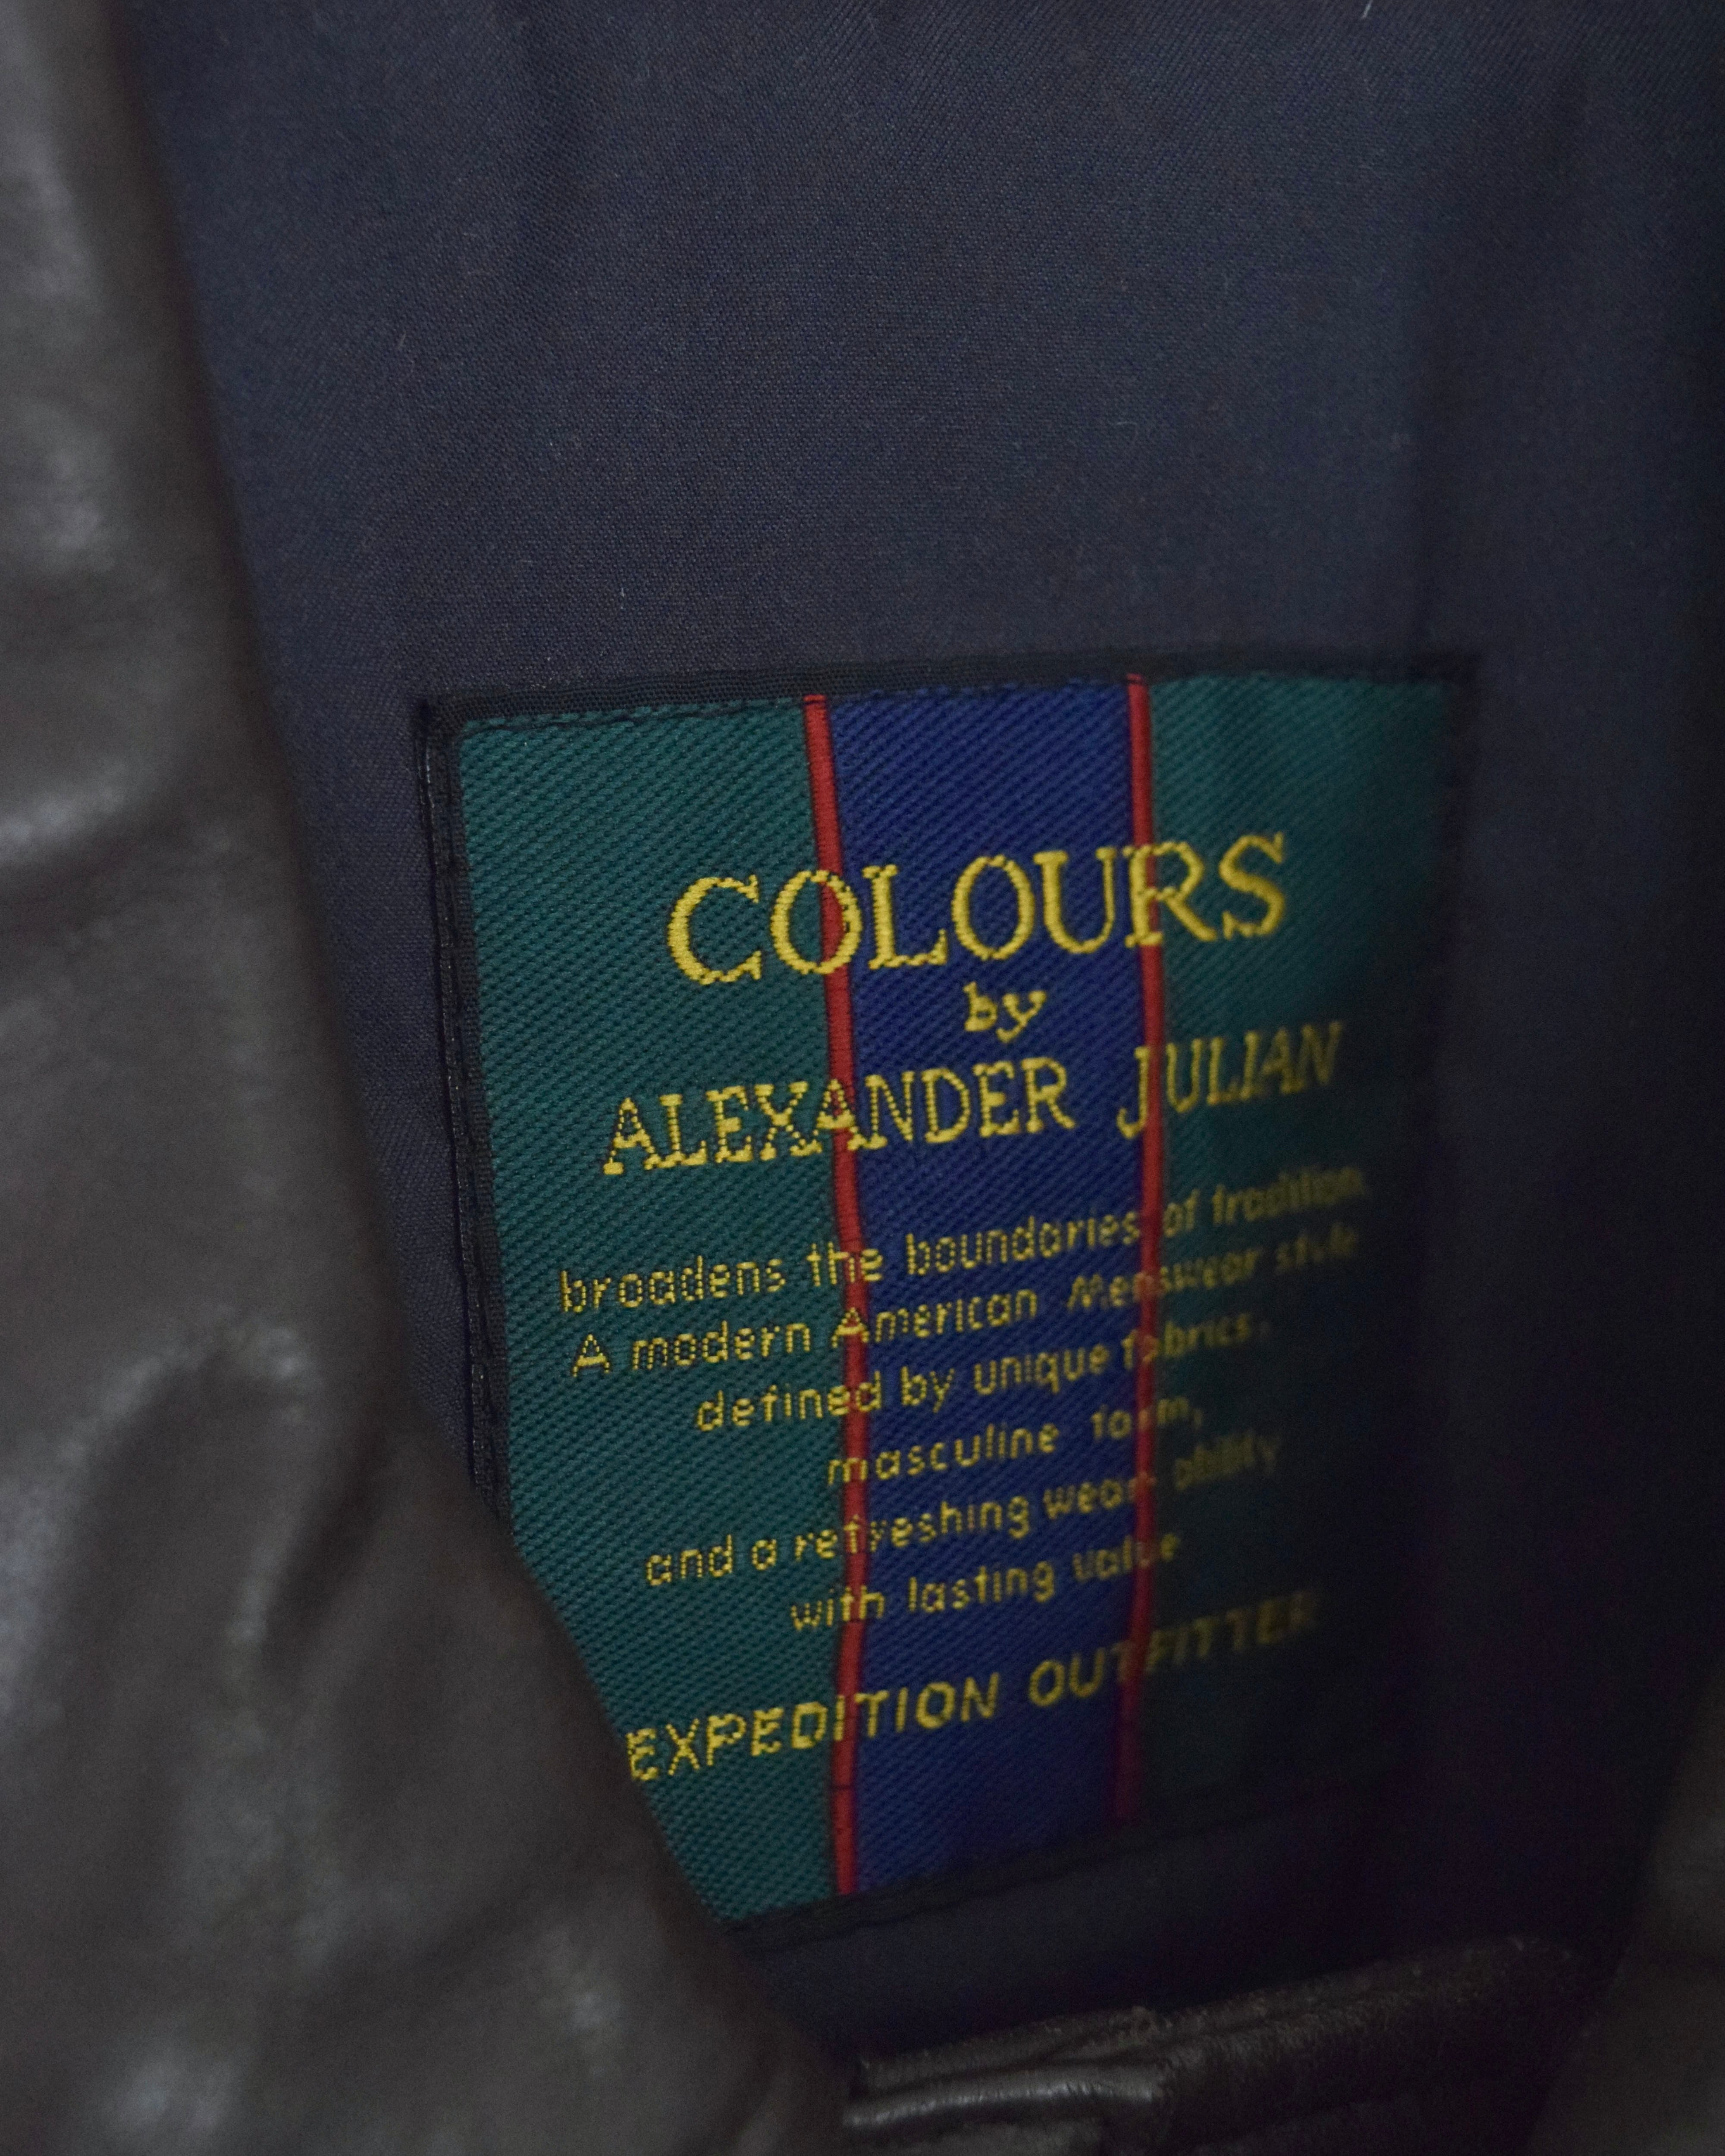 COLOURS
by
ALEXANDER JULIAN
broadens the boundaries of tradition.
A modern American Menswear style
defined by unique fabrics,
masculine form,
and a refreshing wear ability
with lasting value
EXPEDITION OUTFITTER